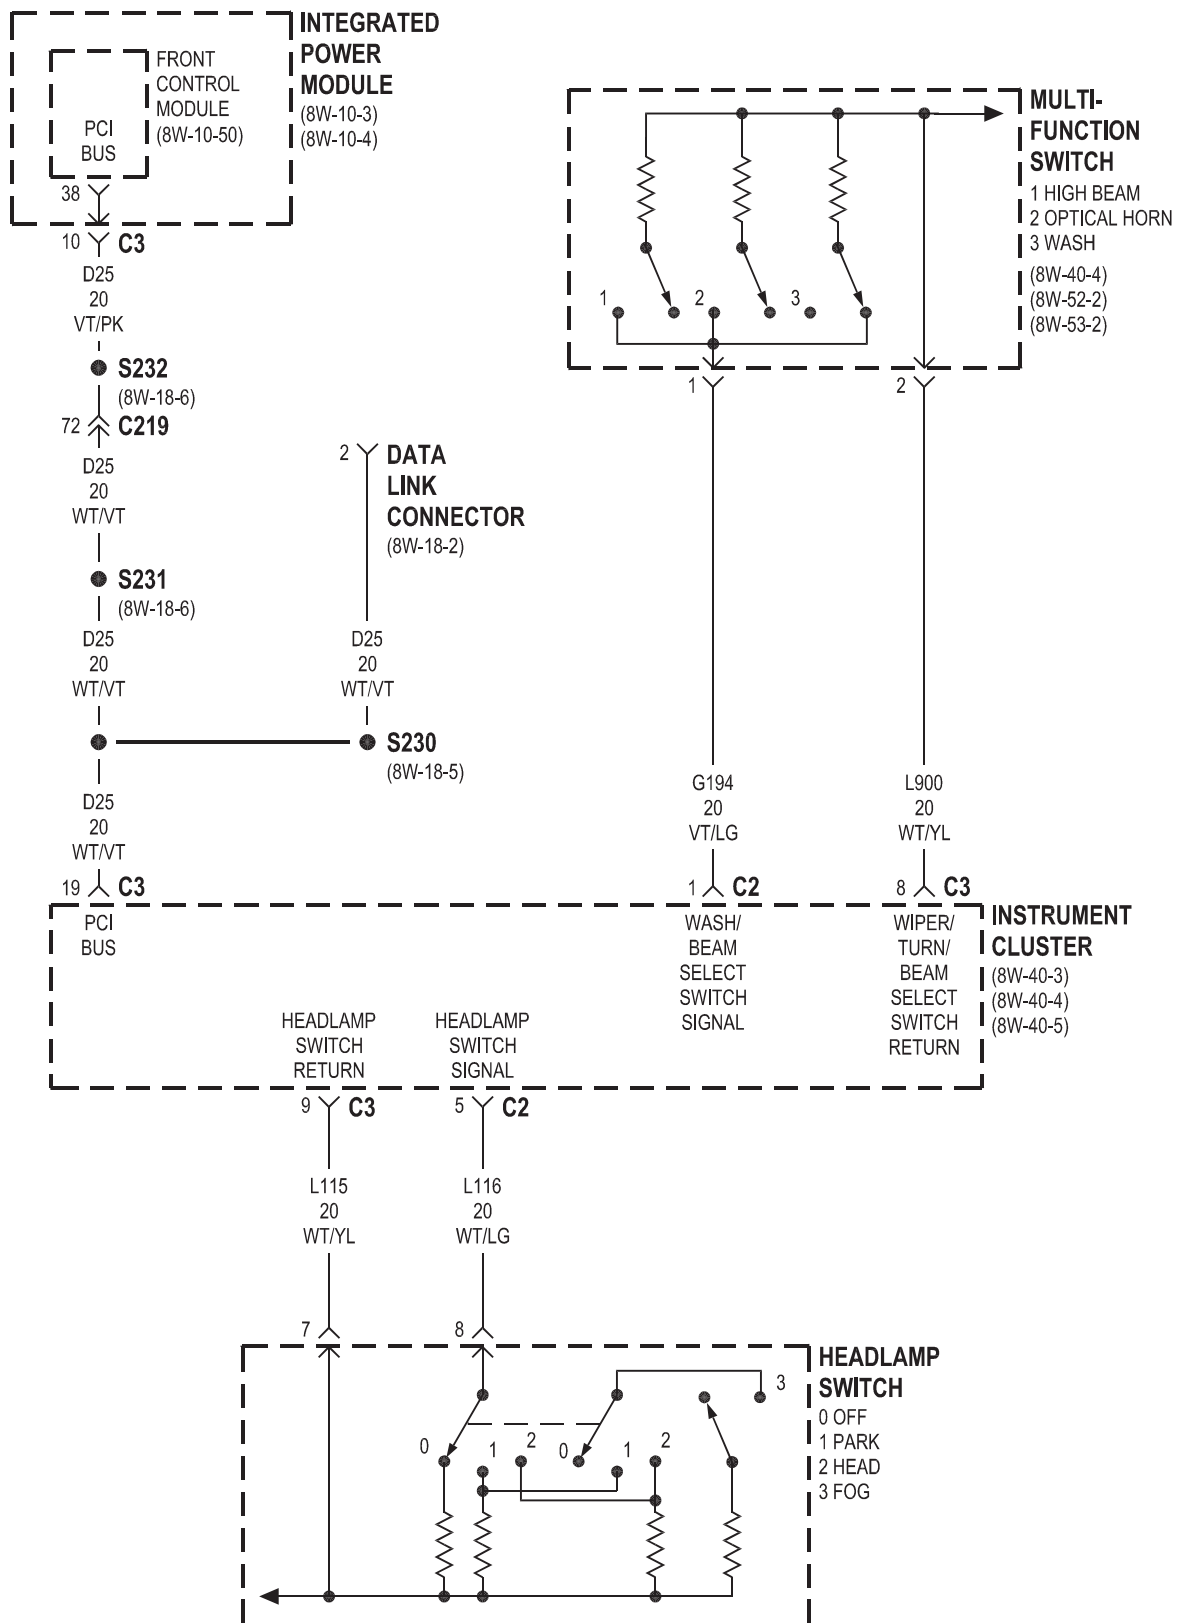 INTEGRATED
POWER
MODULE
(8W-10-3)
(8W-10-4)
FRONT
CONTROL
MODULE
(8W-10-50)
PCI
BUS
38
10
C3
D25
20
VT/PK
S232
(8W-18-6)
72
C219
D25
20
WT/VT
S231
(8W-18-6)
D25
20
WT/VT
2
DATA
LINK
CONNECTOR
(8W-18-2)
D25
20
WT/VT
S230
(8W-18-5)
D25
20
WT/VT
19
C3
MULTI-
FUNCTION
SWITCH
1 HIGH BEAM
2 OPTICAL HORN
3 WASH
(8W-40-4)
(8W-52-2)
(8W-53-2)
1
2
3
1
2
G194
20
VT/LG
L900
20
WT/YL
1
C2
8
C3
INSTRUMENT
CLUSTER
(8W-40-3)
(8W-40-4)
(8W-40-5)
PCI
BUS
WASH/
BEAM
SELECT
SWITCH
SIGNAL
WIPER/
TURN/
BEAM
SELECT
SWITCH
RETURN
HEADLAMP
SWITCH
RETURN
HEADLAMP
SWITCH
SIGNAL
9
C3
5
C2
L115
20
WT/YL
L116
20
WT/LG
7
8
HEADLAMP
SWITCH
0 OFF
1 PARK
2 HEAD
3 FOG
0
1
2
0
1
2
3